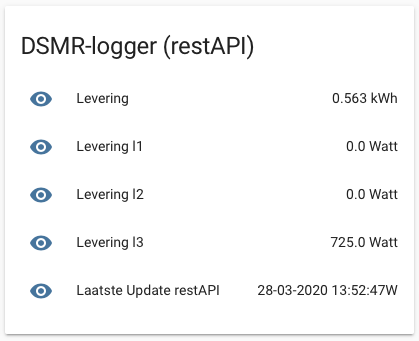 DSMR-logger (restAPI)
Levering 0.563 kWh
Levering l1 0.0 Watt
Levering l2 0.0 Watt
Levering l3 725.0 Watt
Laatste Update restAPI 28-03-2020 13:52:47W